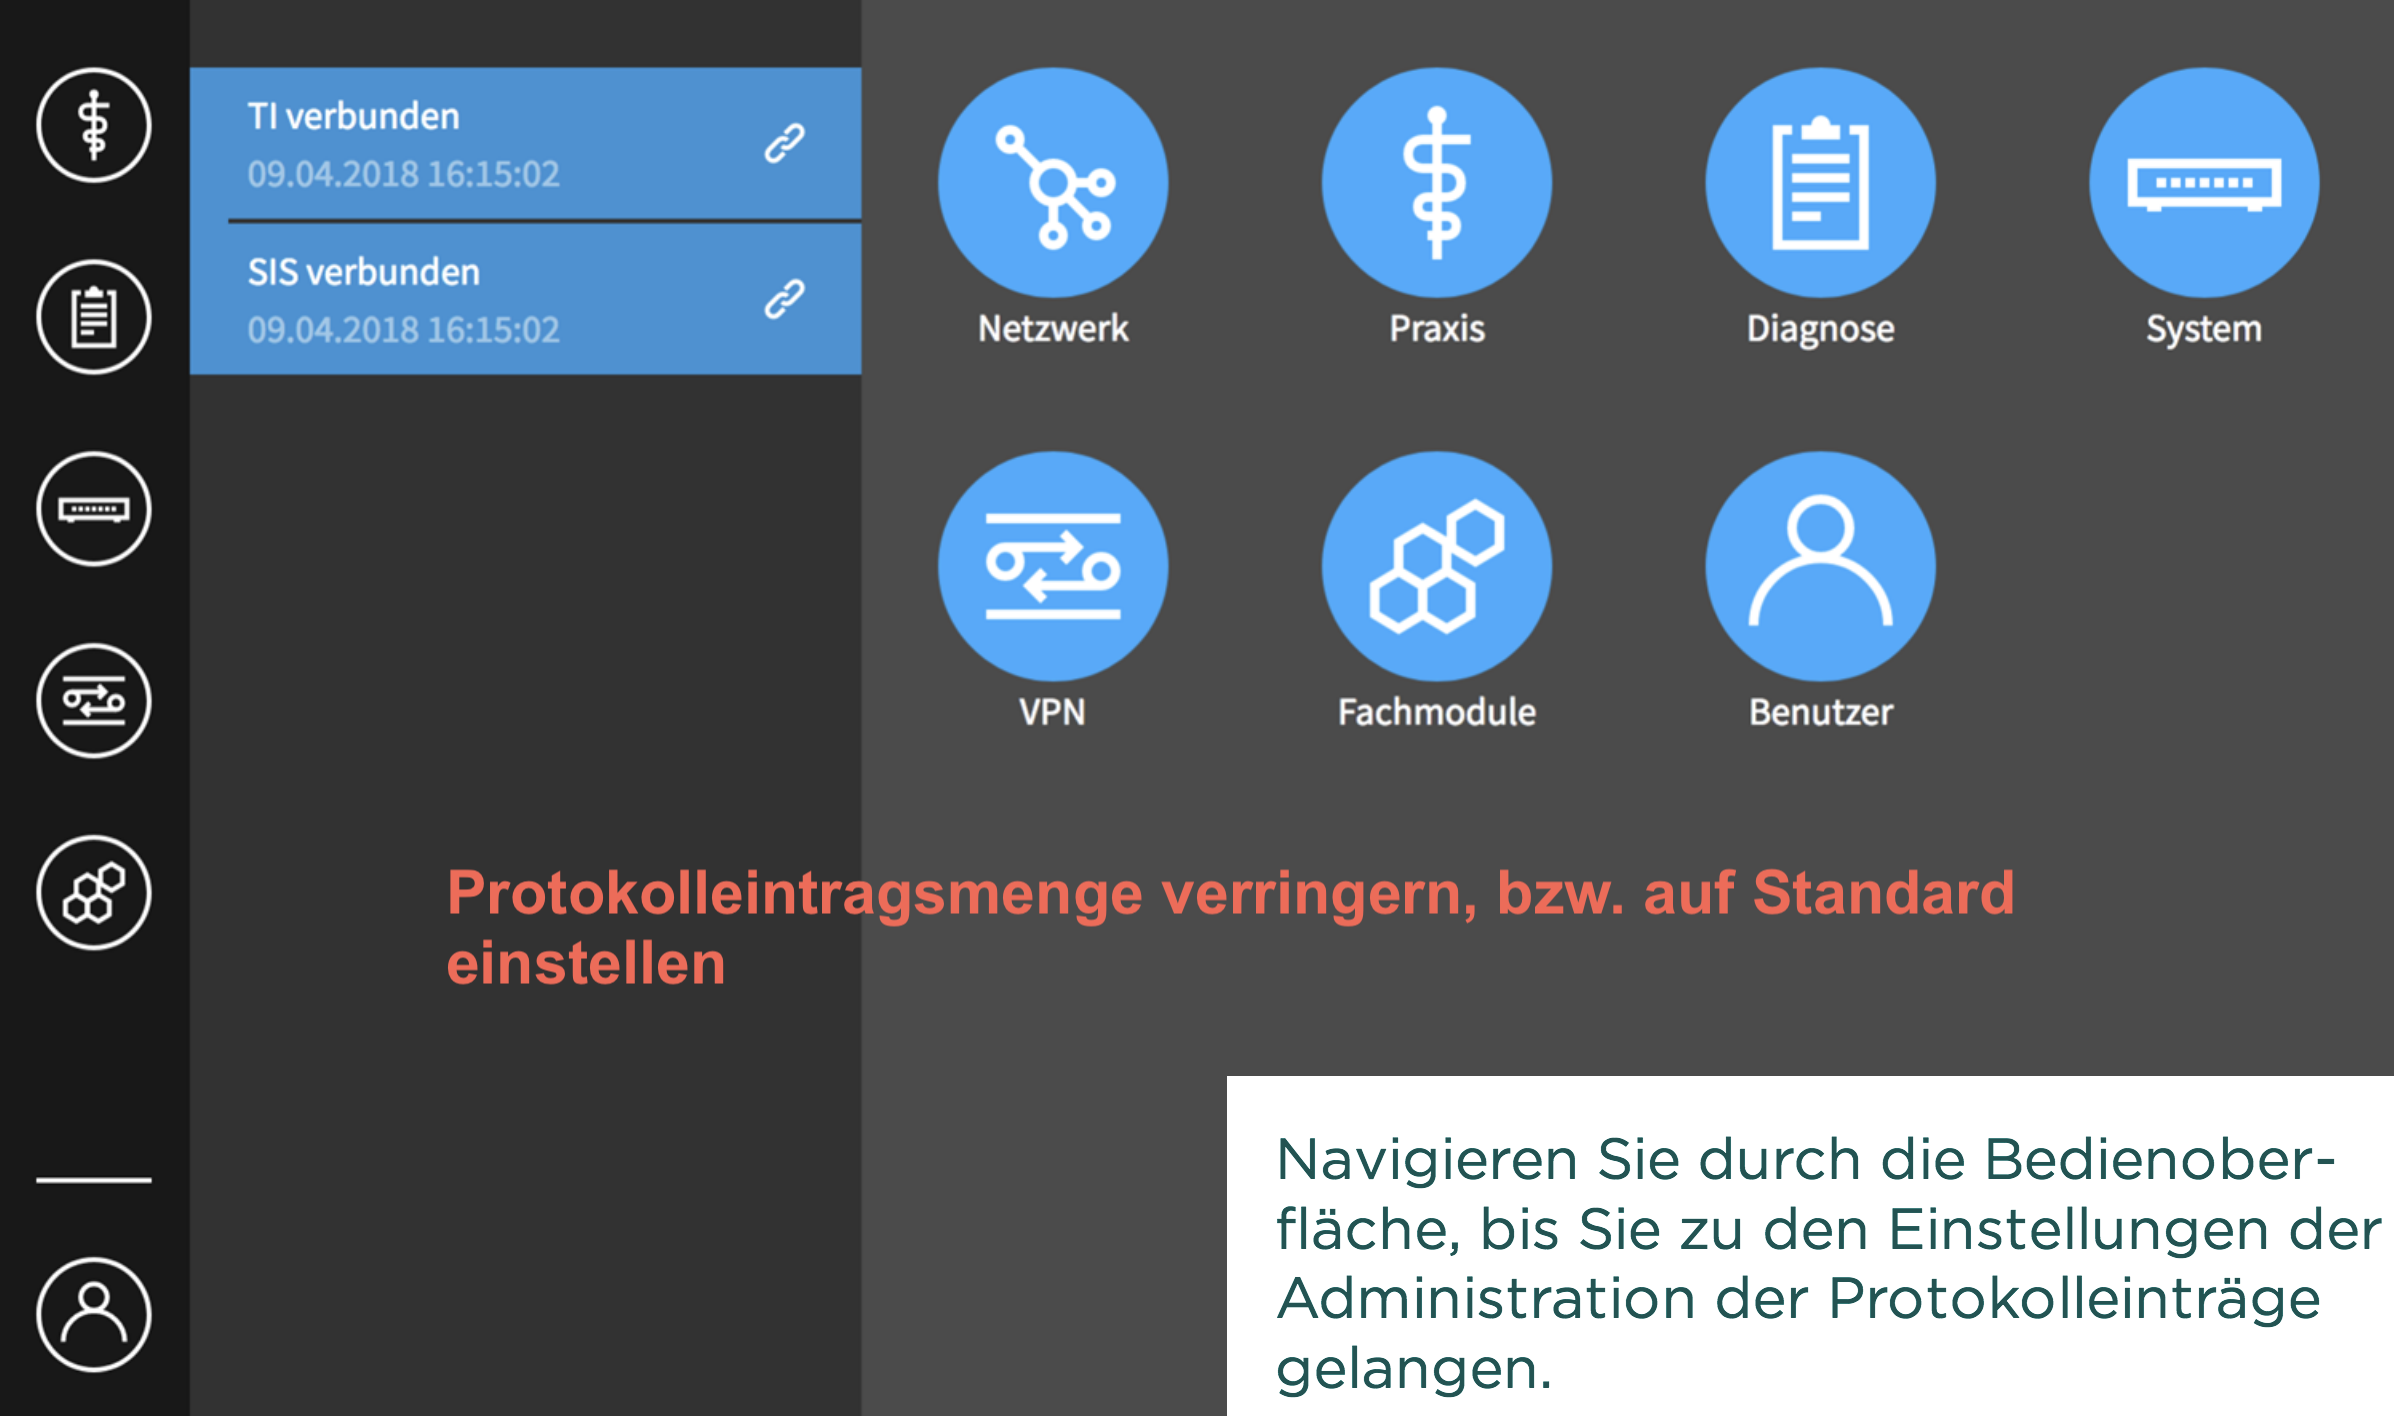 TI verbunden
09.04.2018 16:15:02
SIS verbunden
09.04.2018 16:15:02
Netzwerk
Praxis
Diagnose
System
VPN
Fachmodule
Benutzer
Protokolleintragsmenge verringern, bzw. auf Standard
einstellen
Navigieren Sie durch die Bedienober-
fläche, bis Sie zu den Einstellungen der
Administration der Protokolleinträge
gelangen.